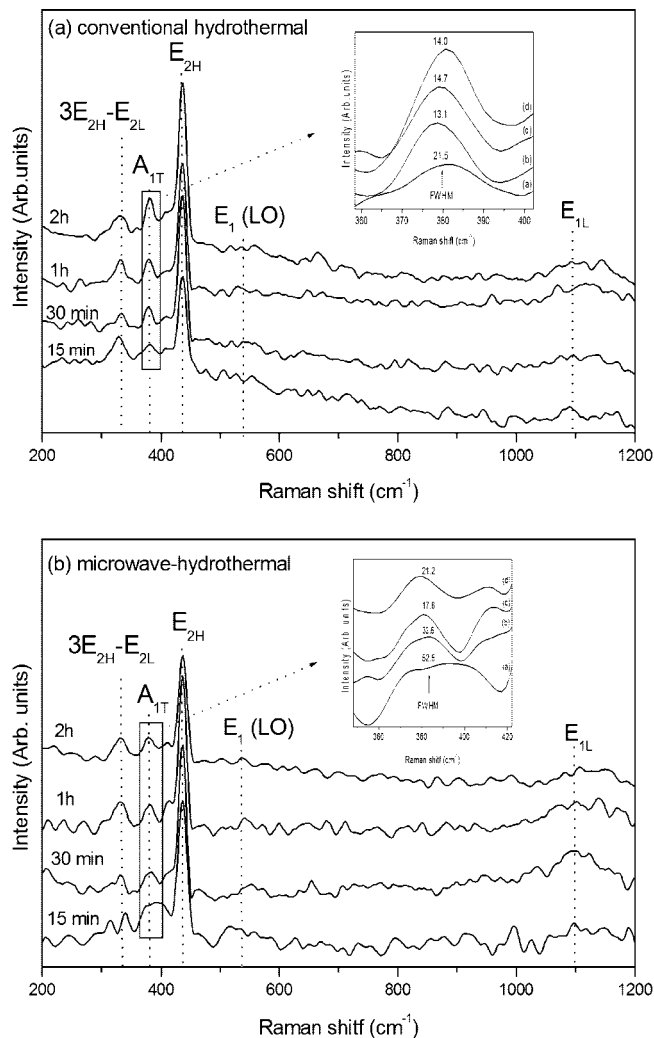 (a) conventional hydrothermal
E2H
3E2H-E2L
A1T
E1 (LO)
E1L
2h
1h
30 min
15 min
Intensity (Arb.units)
200 400 600 800 1000 1200
Raman shift (cm-1)
14.0
14.7
13.1
21.5
FWHM
(d)
(c)
(b)
(a)
Intensity (Arb. units)
360 370 380 390 400
Raman shift (cm-1)
(b) microwave-hydrothermal
E2H
3E2H-E2L
A1T
E1 (LO)
E1L
2h
1h
30 min
15 min
Intensity (Arb. units)
200 400 600 800 1000 1200
Raman shitf (cm-1)
21.2
17.6
33.6
52.5
FWHM
(d)
(c)
(b)
(a)
Intensity (Arb. units)
360 380 400 420
Raman shift (cm-1)